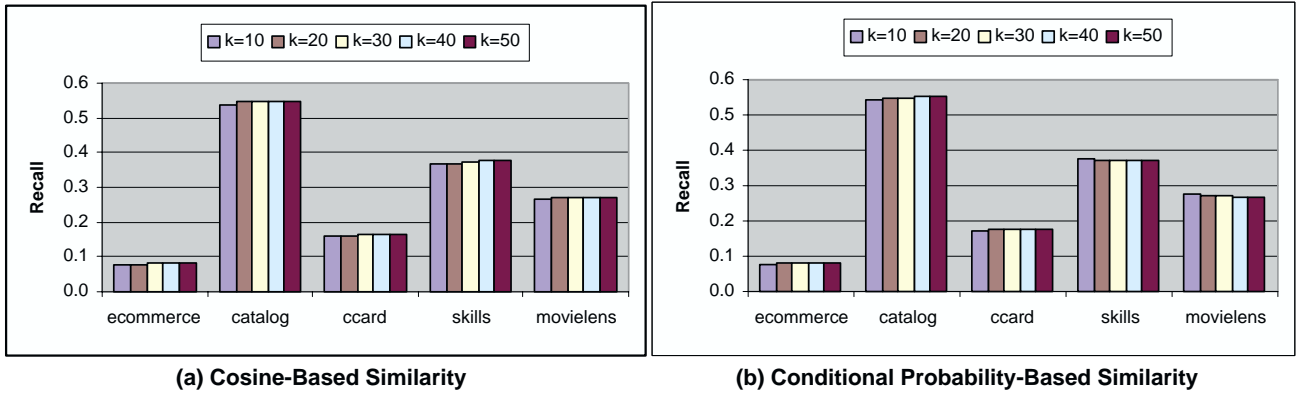 k=10 k=20 k=30 k=40 k=50
0.6
0.5
0.4
0.3
0.2
0.1
0.0
Recall
ecommerce catalog ccard skills movielens
(a) Cosine-Based Similarity
k=10 k=20 k=30 k=40 k=50
0.6
0.5
0.4
0.3
0.2
0.1
0.0
Recall
ecommerce catalog ccard skills movielens
(b) Conditional Probability-Based Similarity